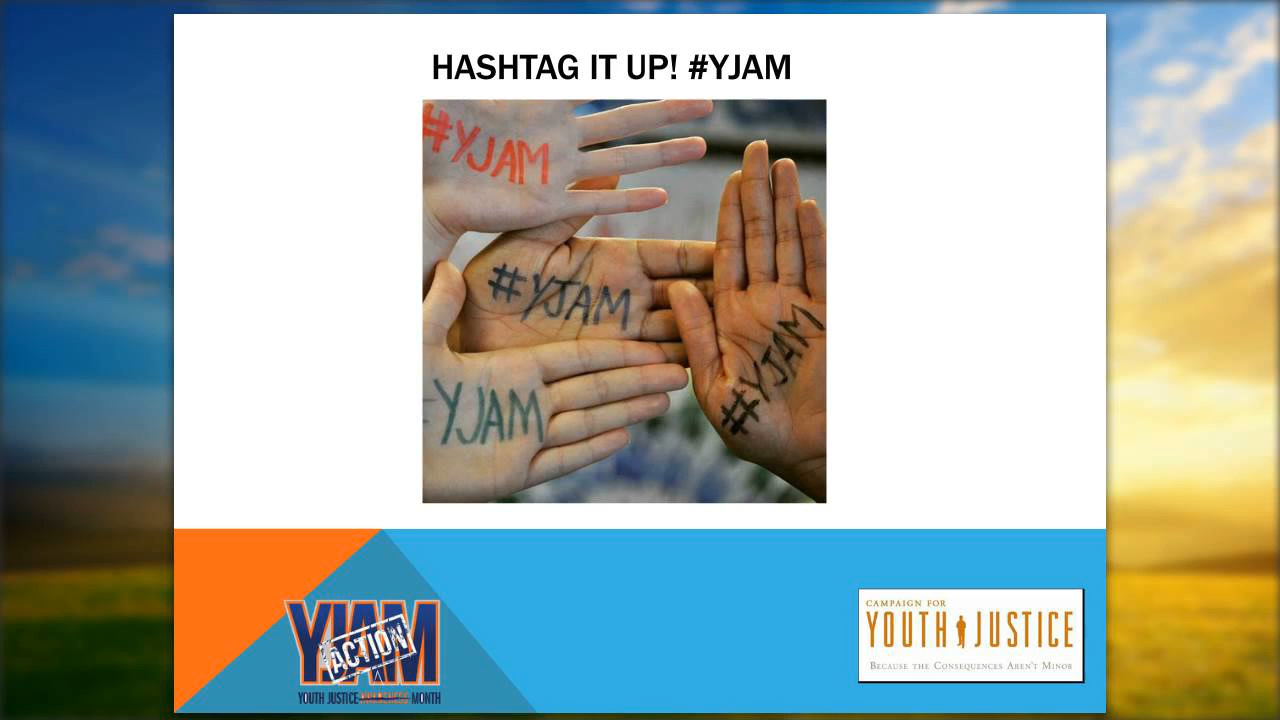 HASHTAG IT UP! #YJAM
#YJAM
#YJAM
#YJAM
YJAM
YJAM
ACTION
YOUTH JUSTICE AWARENESS MONTH
CAMPAIGN FOR
YOUTH JUSTICE
BECAUSE THE CONSEQUENCES AREN'T MINOR